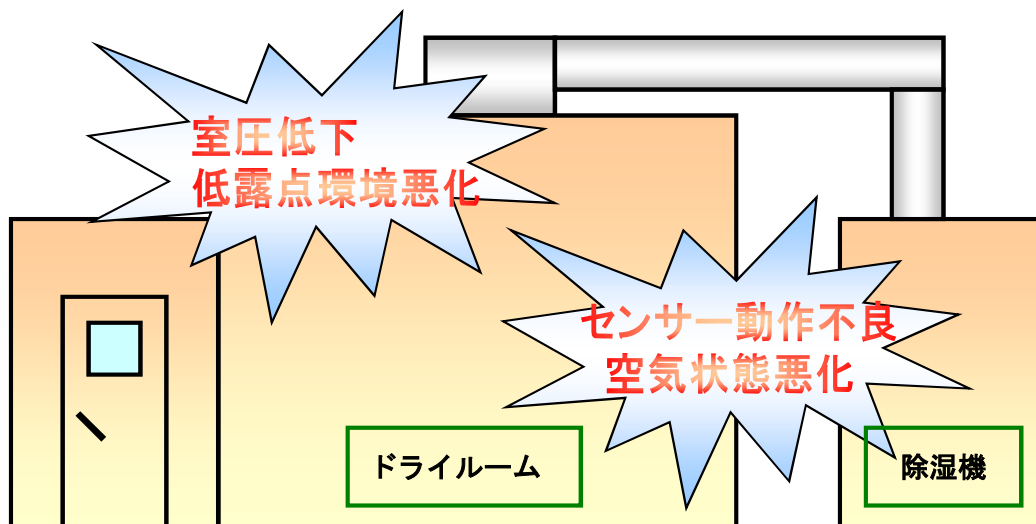 室圧低下
低露点環境悪化
センサー動作不良
空気状態悪化
ドライルーム
除湿機